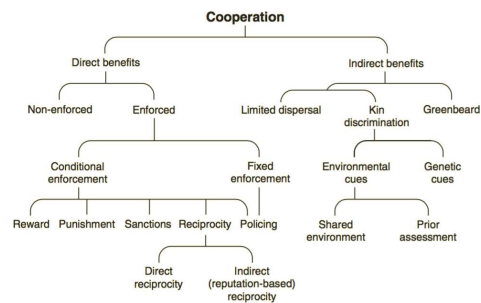 Cooperation
Direct benefits
Indirect benefits
Non-enforced
Enforced
Limited dispersal
Kin
discrimination
Greenbeard
Conditional
enforcement
Fixed
enforcement
Environmental
cues
Genetic
cues
Reward
Punishment
Sanctions
Reciprocity
Policing
Shared
environment
Prior
assessment
Direct
reciprocity
Indirect
(reputation-based)
reciprocity